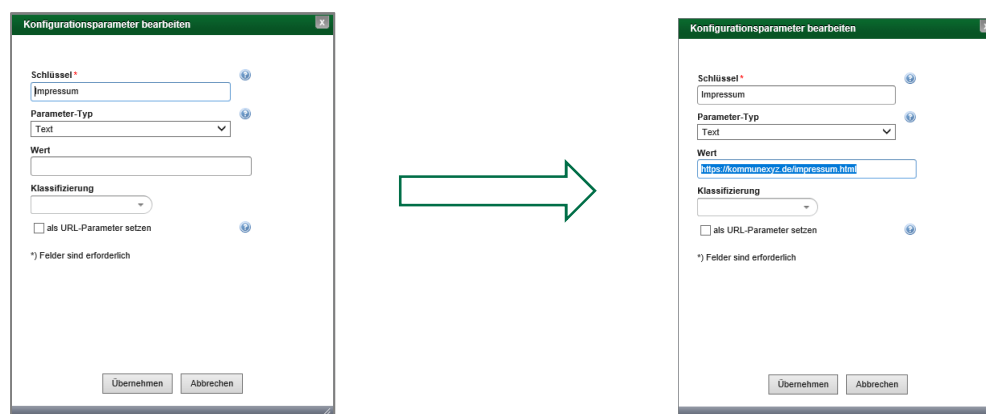 Konfigurationsparameter bearbeiten
x
Schlüssel *
Impressum
Parameter-Typ
Text
Wert
Klassifizierung
als URL-Parameter setzen
*) Felder sind erforderlich
Übernehmen Abbrechen
Konfigurationsparameter bearbeiten
x
Schlüssel *
Impressum
Parameter-Typ
Text
Wert
https://kommunexyz.de/impressum.html
Klassifizierung
als URL-Parameter setzen
*) Felder sind erforderlich
Übernehmen Abbrechen